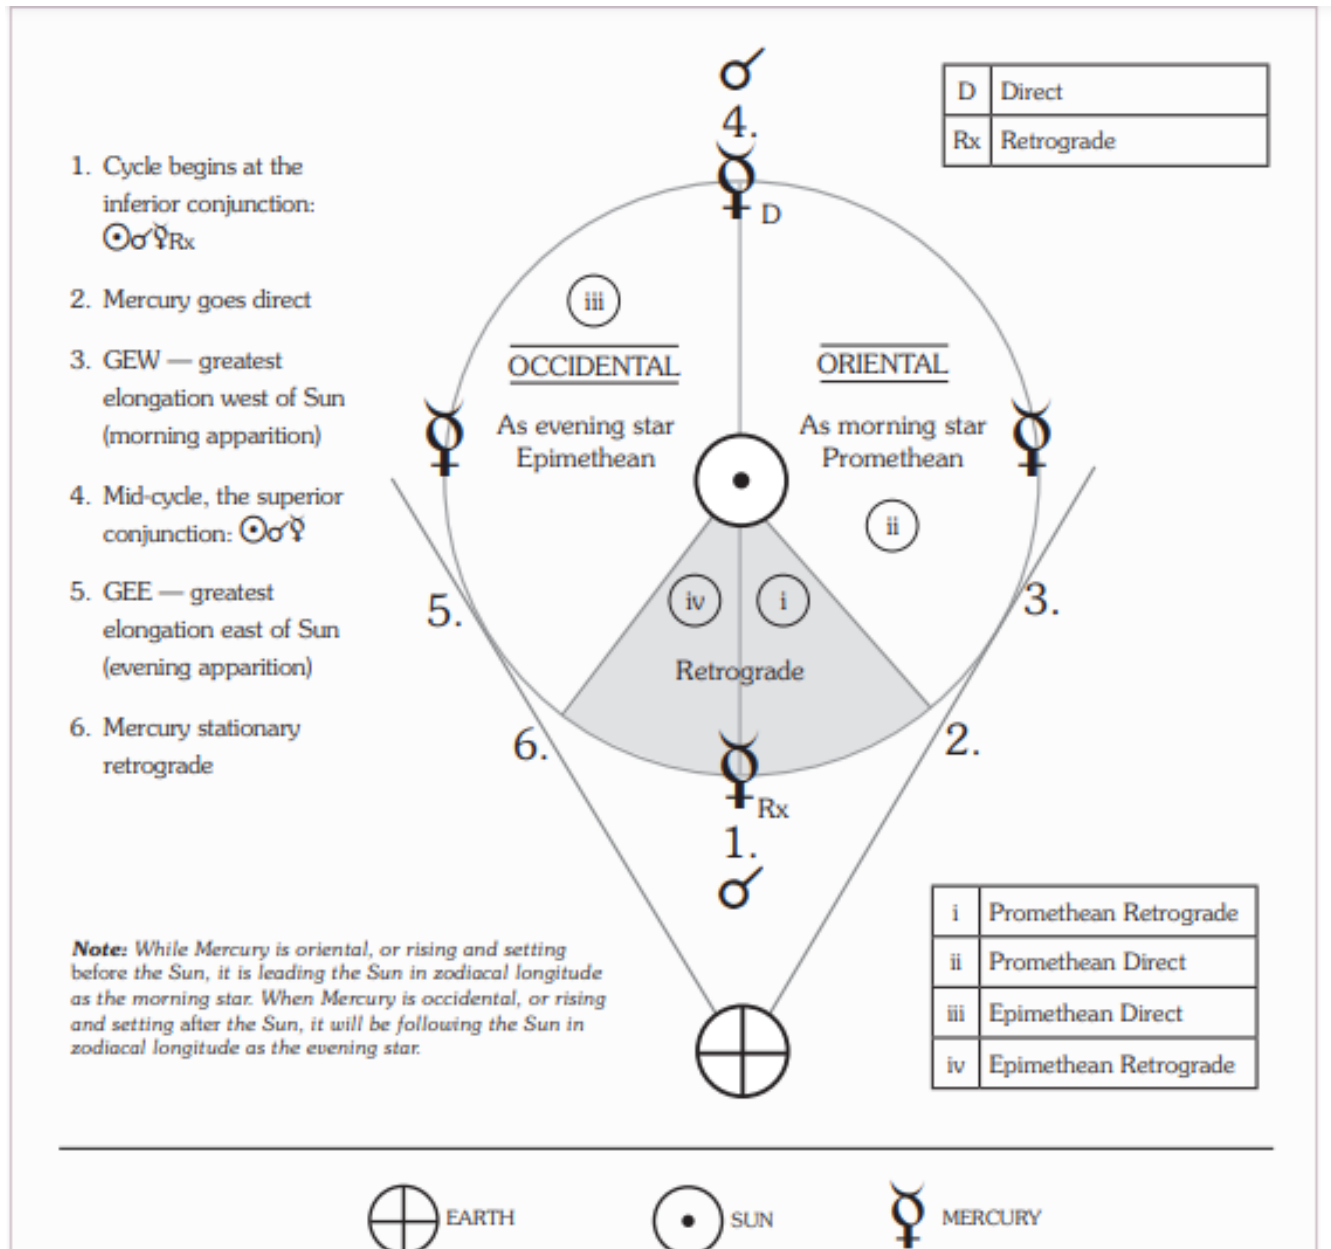 1. Cycle begins at the
inferior conjunction:
☉☌☿Rx
2. Mercury goes direct
3. GEW — greatest
elongation west of Sun
(morning apparition)
4. Mid-cycle, the superior
conjunction: ☉☌☿
5. GEE — greatest
elongation east of Sun
(evening apparition)
6. Mercury stationary
retrograde
☌
4.
☿
D
D Direct
Rx Retrograde
iii
OCCIDENTAL
As evening star
Epimethean
ORIENTAL
As morning star
Promethean
ii
☿
☿
☉
iv
i
Retrograde
5.
3.
6.
2.
☿
Rx
1.
☌
Note: While Mercury is oriental, or rising and setting
before the Sun, it is leading the Sun in zodiacal longitude
as the morning star. When Mercury is occidental, or rising
and setting after the Sun, it will be following the Sun in
zodiacal longitude as the evening star.
i Promethean Retrograde
ii Promethean Direct
iii Epimethean Direct
iv Epimethean Retrograde
EARTH
☉ SUN
☿ MERCURY